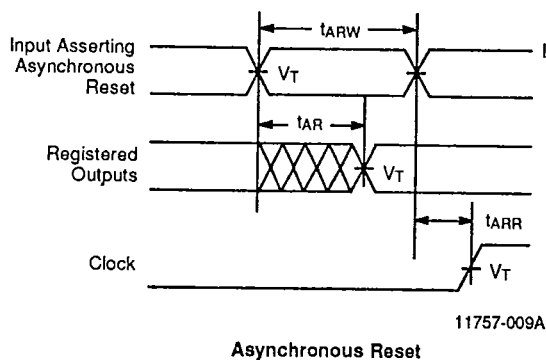 tARW
Input Asserting
Asynchronous
Reset
VT
tAR
Registered
Outputs
VT
tARR
Clock
VT
11757-009A
Asynchronous Reset